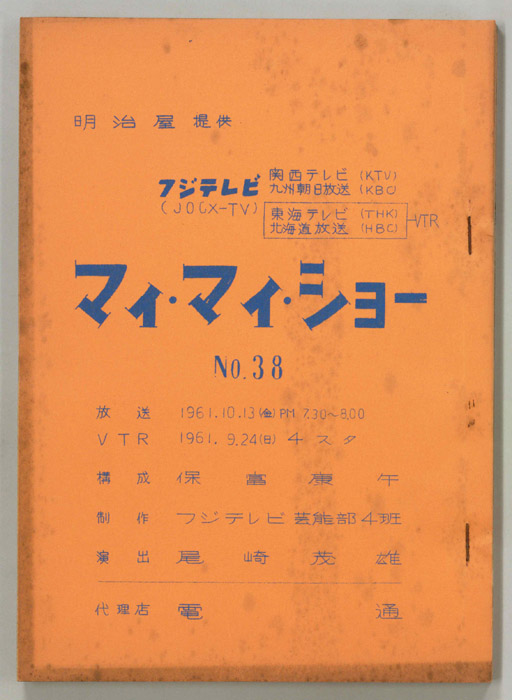 明治屋 提供
フジテレビ 関西テレビ (KTV)
九州朝日放送 (KBC)
(JOCX-TV) 東海テレビ (THK)
北海道放送 (HBC) VTR
マィ・マイ・ショー
No.38
放送 1961.10.13(金)PM 7.30〜8.00
VTR 1961. 9.24(日) 4スタ
構成 保富康午
制作 フジテレビ芸能部4班
演出 尾崎茂雄
代理店 電通